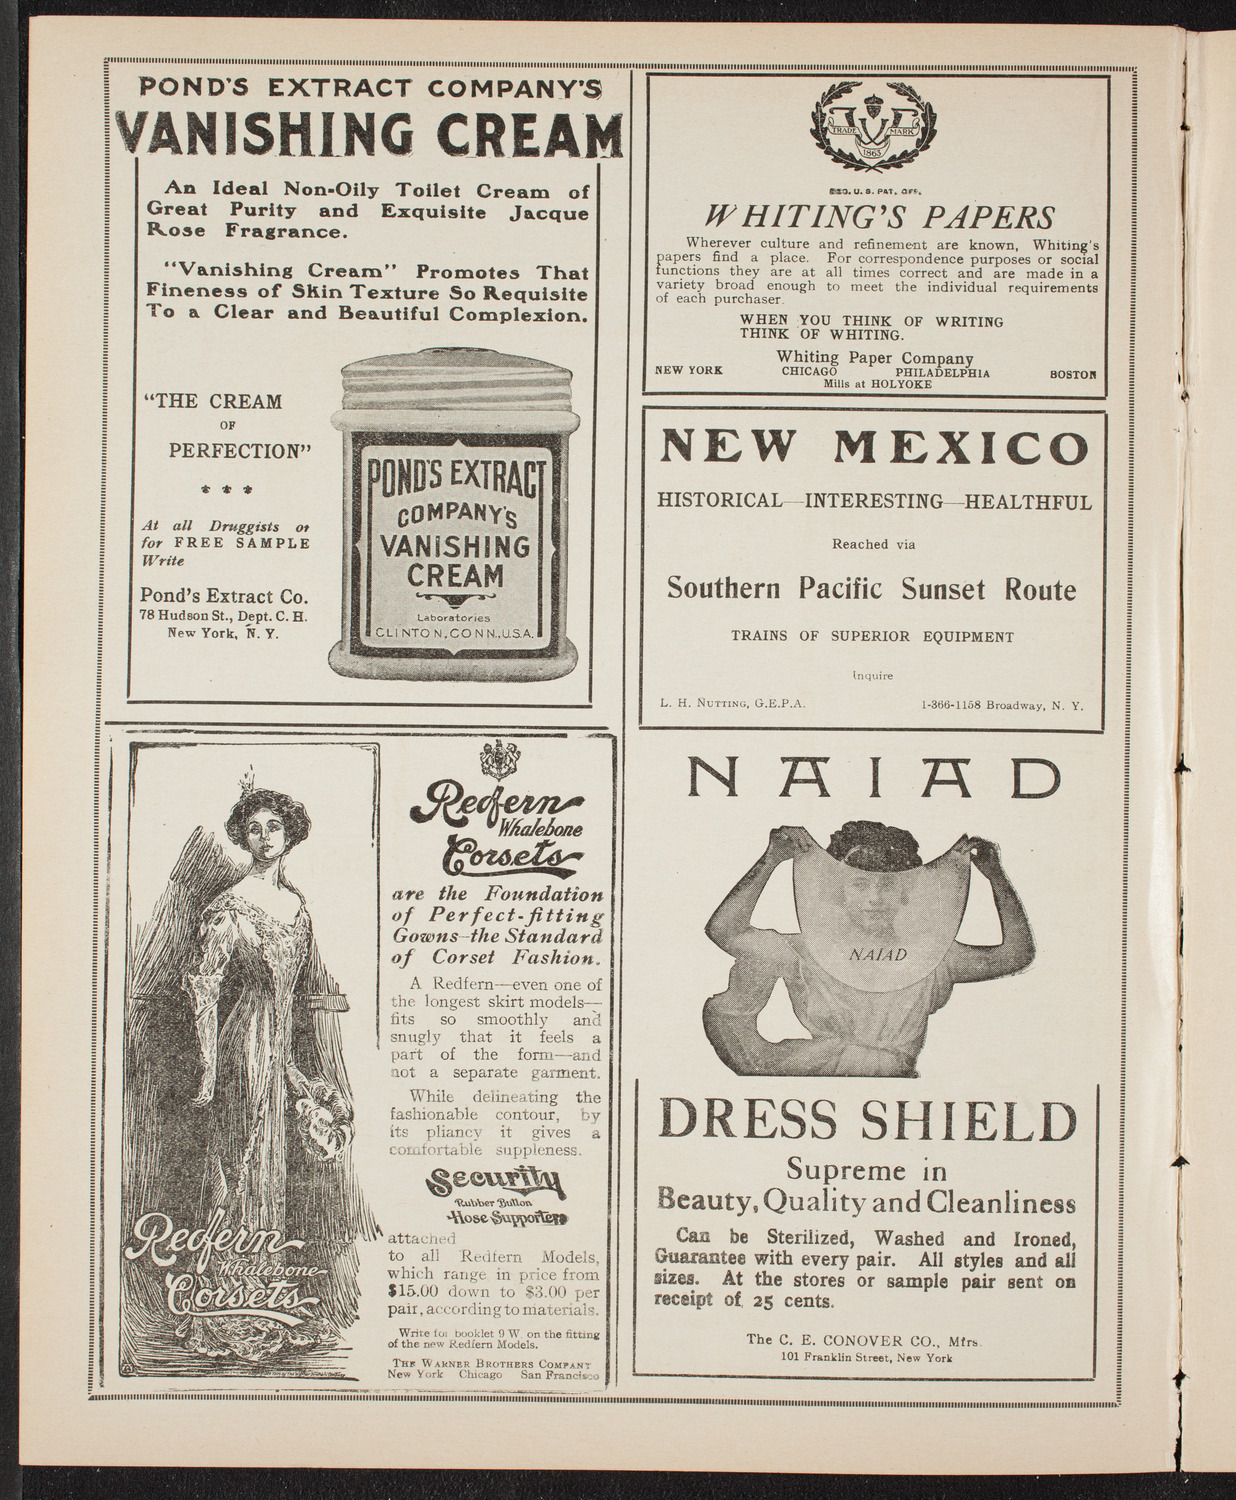 POND'S EXTRACT COMPANY'S
VANISHING CREAM
An Ideal Non-Oily Toilet Cream of
Great Purity and Exquisite Jacque
Rose Fragrance.
"Vanishing Cream" Promotes That
Fineness of Skin Texture So Requisite
To a Clear and Beautiful Complexion.
"THE CREAM
OF
PERFECTION"
* * *
At all Druggists or
for FREE SAMPLE
Write
Pond's Extract Co.
78 Hudson St., Dept. C. H.
New York, N. Y.
POND'S EXTRACT
COMPANY'S
VANISHING
CREAM
Laboratories
CLINTON, CONN., U.S.A.
TRADE MARK
1865
REG. U. S. PAT. OFF.
WHITING'S PAPERS
Wherever culture and refinement are known, Whiting's
papers find a place. For correspondence purposes or social
functions they are at all times correct and are made in a
variety broad enough to meet the individual requirements
of each purchaser.
WHEN YOU THINK OF WRITING
THINK OF WHITING.
Whiting Paper Company
NEW YORK CHICAGO PHILADELPHIA BOSTON
Mills at HOLYOKE
NEW MEXICO
HISTORICAL—INTERESTING—HEALTHFUL
Reached via
Southern Pacific Sunset Route
TRAINS OF SUPERIOR EQUIPMENT
Inquire
L. H. NUTTING, G.E.P.A. 1-366-1158 Broadway, N. Y.
Redfern
Whalebone
Corsets
Redfern
Whalebone
Corsets
are the Foundation
of Perfect-fitting
Gowns—the Standard
of Corset Fashion.
A Redfern—even one of
the longest skirt models—
fits so smoothly and
snugly that it feels a
part of the form—and
not a separate garment.
While delineating the
fashionable contour, by
its pliancy it gives a
comfortable suppleness.
Security
Rubber Button
Hose Supporters
attached
to all Redfern Models,
which range in price from
$15.00 down to $3.00 per
pair, according to materials.
Write for booklet 9 W on the fitting
of the new Redfern Models.
THE WARNER BROTHERS COMPANY
New York Chicago San Francisco
NAIAD
NAIAD
DRESS SHIELD
Supreme in
Beauty, Quality and Cleanliness
Can be Sterilized, Washed and Ironed,
Guarantee with every pair. All styles and all
sizes. At the stores or sample pair sent on
receipt of 25 cents.
The C. E. CONOVER CO., Mfrs.
101 Franklin Street, New York